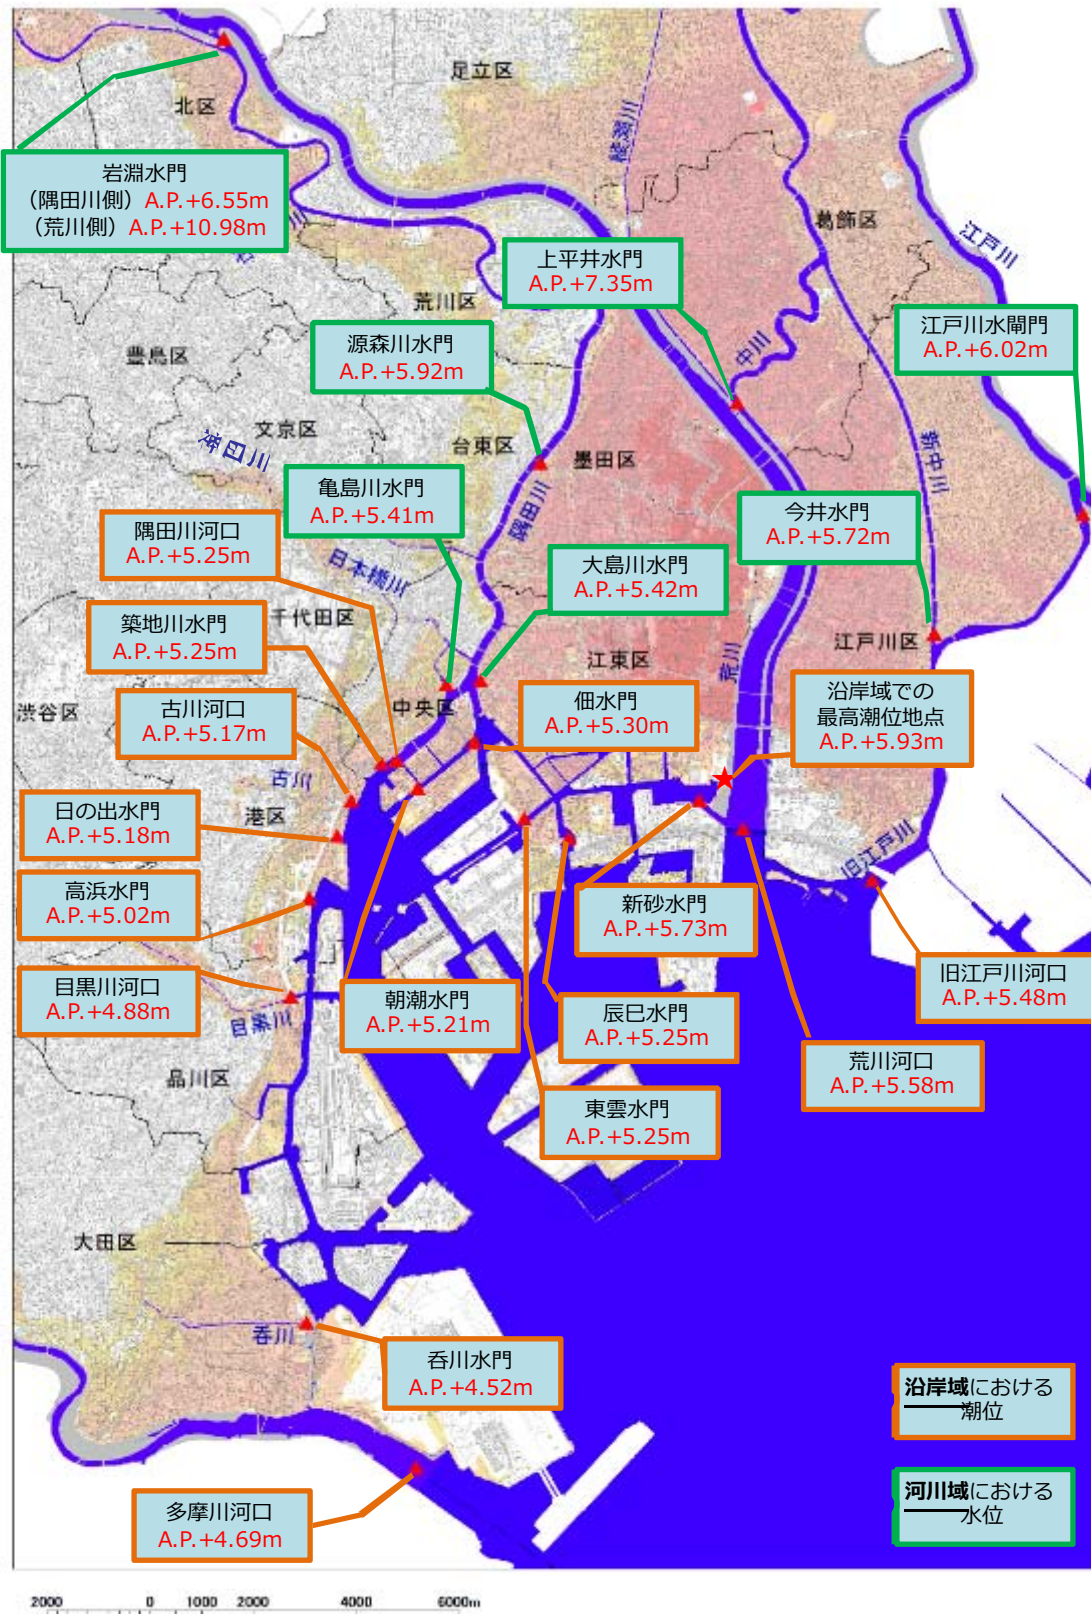 足立区
北区
綾瀬川
岩淵水門
（隅田川側）A.P.+6.55m
（荒川側）A.P.+10.98m
葛飾区
江戸川
上平井水門
A.P.+7.35m
荒川区
江戸川水閘門
A.P.+6.02m
源森川水門
A.P.+5.92m
豊島区
中川
文京区
神田川
台東区
墨田区
新中川
亀島川水門
A.P.+5.41m
隅田川
今井水門
A.P.+5.72m
隅田川河口
A.P.+5.25m
日本橋川
大島川水門
A.P.+5.42m
千代田区
築地川水門
A.P.+5.25m
江東区
荒川
江戸川区
渋谷区
古川河口
A.P.+5.17m
中央区
佃水門
A.P.+5.30m
沿岸域での
最高潮位地点
A.P.+5.93m
古川
港区
日の出水門
A.P.+5.18m
旧江戸川
高浜水門
A.P.+5.02m
新砂水門
A.P.+5.73m
目黒川河口
A.P.+4.88m
目黒川
朝潮水門
A.P.+5.21m
辰巳水門
A.P.+5.25m
旧江戸川河口
A.P.+5.48m
品川区
荒川河口
A.P.+5.58m
東雲水門
A.P.+5.25m
大田区
呑川
呑川水門
A.P.+4.52m
沿岸域における
潮位
河川域における
水位
多摩川河口
A.P.+4.69m
2000 0 1000 2000 4000 6000m